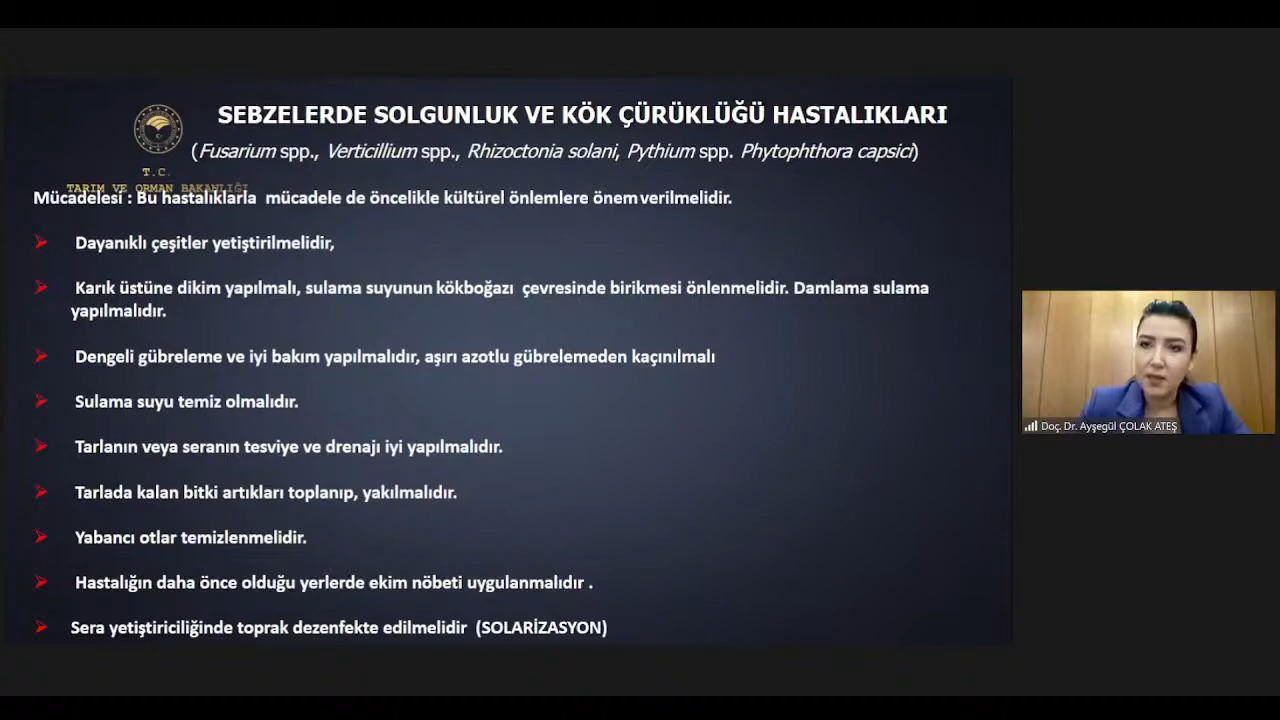 SEBZELERDE SOLGUNLUK VE KÖK ÇÜRÜKLÜĞÜ HASTALIKLARI
(Fusarium spp., Verticillium spp., Rhizoctonia solani, Pythium spp. Phytophthora capsici)
T.C.
TARIM VE ORMAN BAKANLIĞI
Mücadelesi : Bu hastalıklarla mücadele de öncelikle kültürel önlemlere önem verilmelidir.
Dayanıklı çeşitler yetiştirilmelidir,
Karık üstüne dikim yapılmalı, sulama suyunun kökboğazı çevresinde birikmesi önlenmelidir. Damlama sulama
yapılmalıdır.
Dengeli gübreleme ve iyi bakım yapılmalıdır, aşırı azotlu gübrelemeden kaçınılmalı
Sulama suyu temiz olmalıdır.
Tarlanın veya seranın tesviye ve drenajı iyi yapılmalıdır.
Tarlada kalan bitki artıkları toplanıp, yakılmalıdır.
Yabancı otlar temizlenmelidir.
Hastalığın daha önce olduğu yerlerde ekim nöbeti uygulanmalıdır .
Sera yetiştiriciliğinde toprak dezenfekte edilmelidir (SOLARİZASYON)
Doç. Dr. Ayşegül ÇOLAK ATEŞ